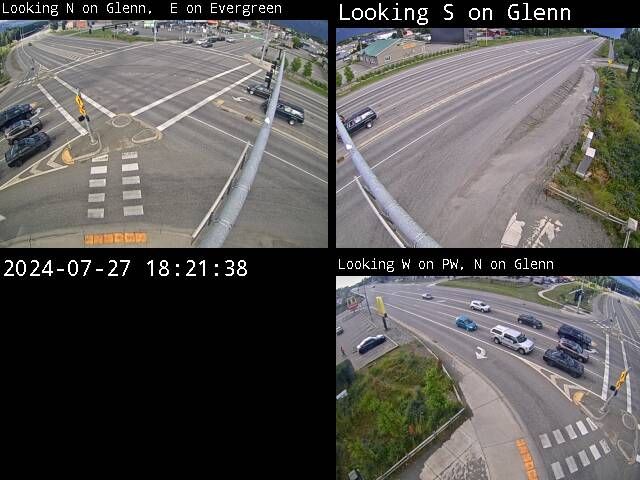 Looking N on Glenn, E on Evergreen
Looking S on Glenn
2024-07-27 18:21:38
Looking W on PW, N on Glenn